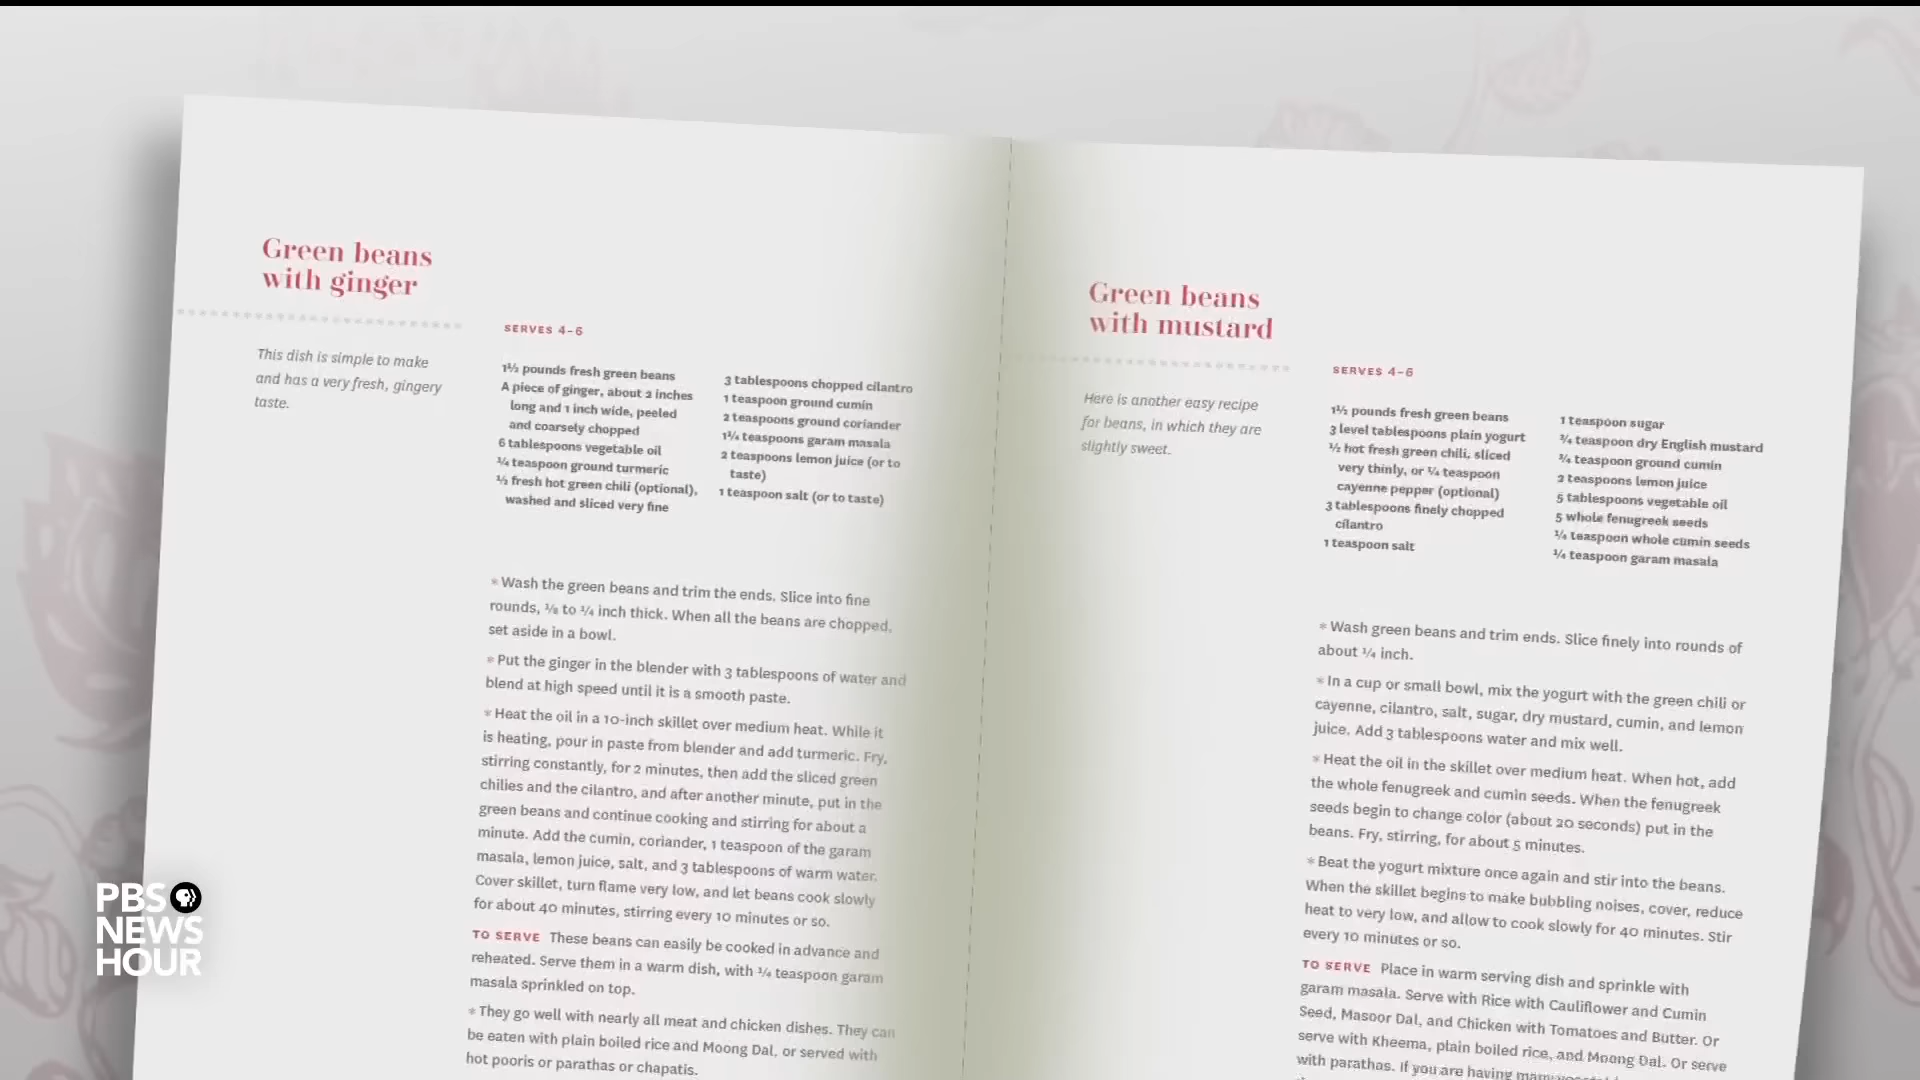 Green beans
with ginger
This dish is simple to make
and has a very fresh, gingery
taste.
SERVES 4–6
1½ pounds fresh green beans
A piece of ginger, about 2 inches
long and 1 inch wide, peeled
and coarsely chopped
6 tablespoons vegetable oil
¼ teaspoon ground turmeric
½ fresh hot green chili (optional),
washed and sliced very fine
3 tablespoons chopped cilantro
1 teaspoon ground cumin
2 teaspoons ground coriander
1¼ teaspoons garam masala
2 teaspoons lemon juice (or to
taste)
1 teaspoon salt (or to taste)
* Wash the green beans and trim the ends. Slice into fine
rounds, ⅛ to ¼ inch thick. When all the beans are chopped,
set aside in a bowl.
* Put the ginger in the blender with 3 tablespoons of water and
blend at high speed until it is a smooth paste.
* Heat the oil in a 10-inch skillet over medium heat. While it
is heating, pour in paste from blender and add turmeric. Fry,
stirring constantly, for 2 minutes, then add the sliced green
chilies and the cilantro, and after another minute, put in the
green beans and continue cooking and stirring for about a
minute. Add the cumin, coriander, 1 teaspoon of the garam
masala, lemon juice, salt, and 3 tablespoons of warm water.
Cover skillet, turn flame very low, and let beans cook slowly
for about 40 minutes, stirring every 10 minutes or so.
TO SERVE These beans can easily be cooked in advance and
reheated. Serve them in a warm dish, with ¼ teaspoon garam
masala sprinkled on top.
* They go well with nearly all meat and chicken dishes. They can
be eaten with plain boiled rice and Moong Dal, or served with
hot pooris or parathas or chapatis.
Green beans
with mustard
Here is another easy recipe
for beans, in which they are
slightly sweet.
SERVES 4–6
1½ pounds fresh green beans
3 level tablespoons plain yogurt
½ hot fresh green chili, sliced
very thinly, or ¼ teaspoon
cayenne pepper (optional)
3 tablespoons finely chopped
cilantro
1 teaspoon salt
1 teaspoon sugar
¾ teaspoon dry English mustard
¾ teaspoon ground cumin
2 teaspoons lemon juice
5 tablespoons vegetable oil
5 whole fenugreek seeds
¼ teaspoon whole cumin seeds
¼ teaspoon garam masala
* Wash green beans and trim ends. Slice finely into rounds of
about ¼ inch.
* In a cup or small bowl, mix the yogurt with the green chili or
cayenne, cilantro, salt, sugar, dry mustard, cumin, and lemon
juice. Add 3 tablespoons water and mix well.
* Heat the oil in the skillet over medium heat. When hot, add
the whole fenugreek and cumin seeds. When the fenugreek
seeds begin to change color (about 20 seconds) put in the
beans. Fry, stirring, for about 5 minutes.
* Beat the yogurt mixture once again and stir into the beans.
When the skillet begins to make bubbling noises, cover, reduce
heat to very low, and allow to cook slowly for 40 minutes. Stir
every 10 minutes or so.
TO SERVE Place in warm serving dish and sprinkle with
garam masala. Serve with Rice with Cauliflower and Cumin
Seed, Masoor Dal, and Chicken with Tomatoes and Butter. Or
serve with Kheema, plain boiled rice, and Moong Dal. Or serve
with parathas. If you are having many
PBS
NEWS
HOUR